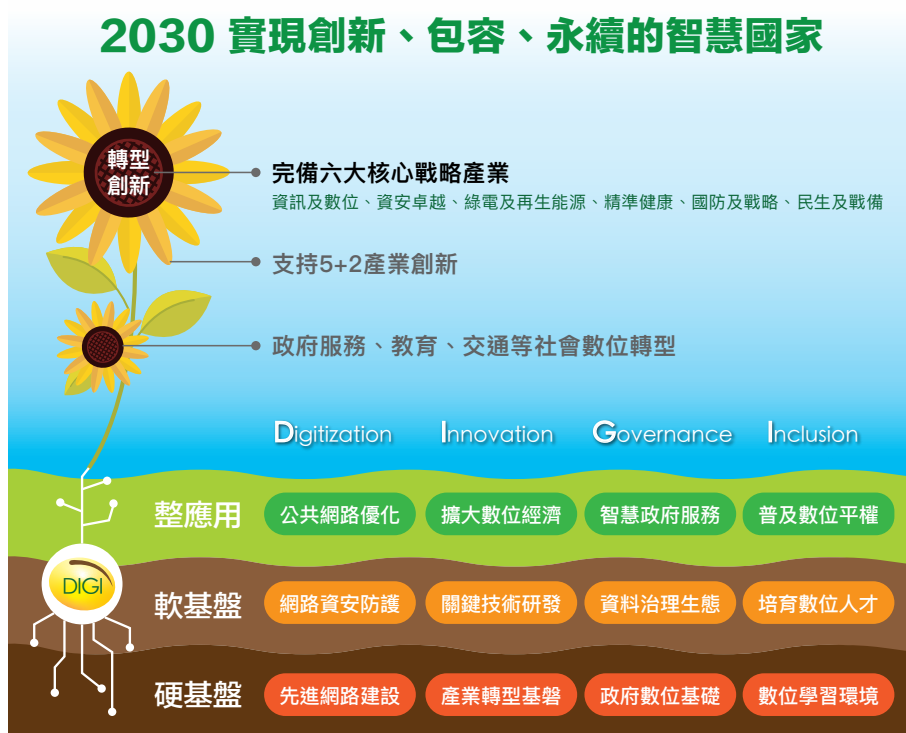 2030 實現創新、包容、永續的智慧國家
轉型
創新
完備六大核心戰略產業
資訊及數位、資安卓越、綠電及再生能源、精準健康、國防及戰略、民生及戰備
支持5+2產業創新
政府服務、教育、交通等社會數位轉型
Digitization Innovation Governance Inclusion
整應用 公共網路優化 擴大數位經濟 智慧政府服務 普及數位平權
DIGI
軟基盤 網路資安防護 關鍵技術研發 資料治理生態 培育數位人才
硬基盤 先進網路建設 產業轉型基磐 政府數位基礎 數位學習環境